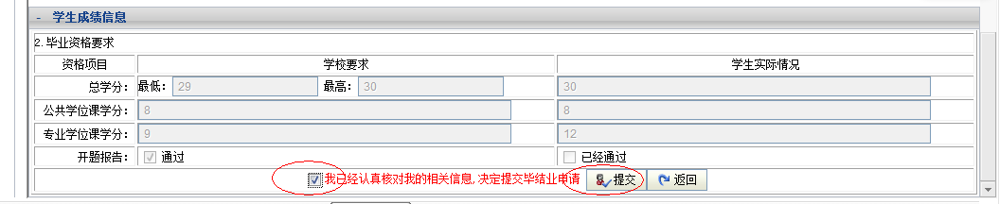 - 学生成绩信息
2. 毕业资格要求
资格项目 学校要求 学生实际情况
总学分: 最低: 29 最高: 30 30
公共学位课学分: 8 8
专业学位课学分: 9 12
开题报告: 通过 已经通过
我已经认真核对我的相关信息, 决定提交毕结业申请 提交 返回